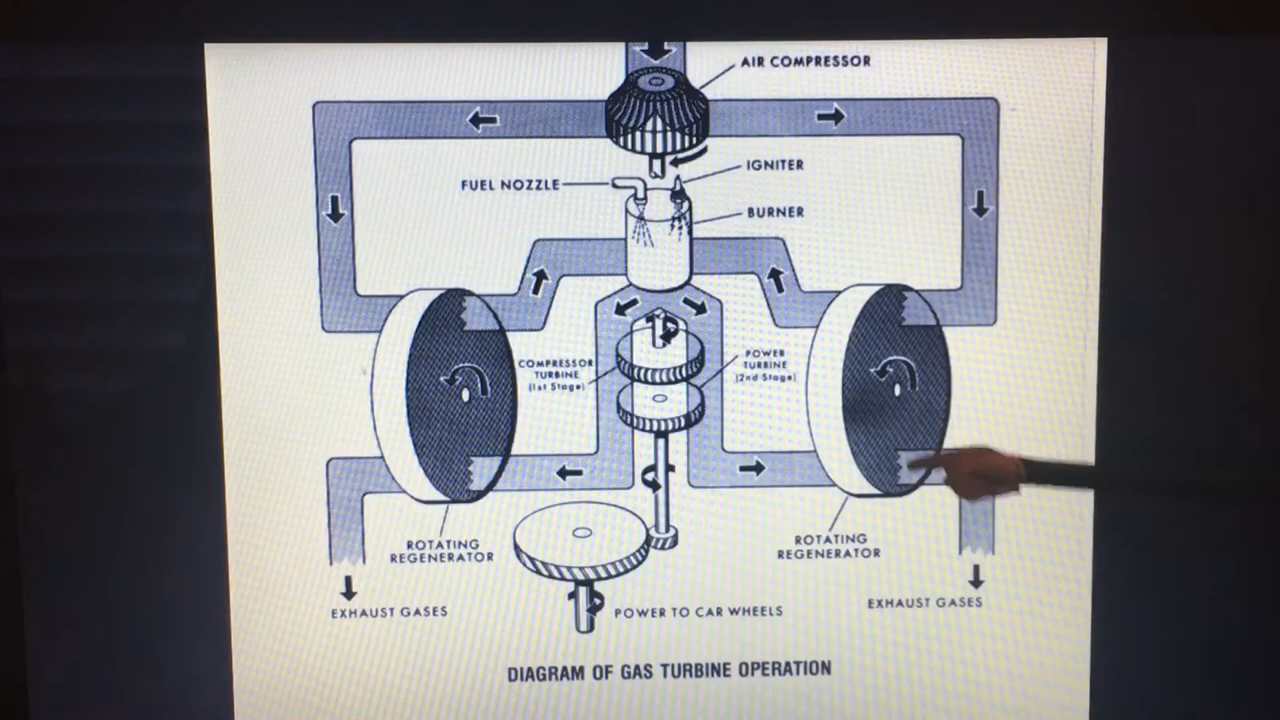 AIR COMPRESSOR
IGNITER
FUEL NOZZLE
BURNER
COMPRESSOR
TURBINE
(1st Stage)
POWER
TURBINE
(2nd Stage)
ROTATING
REGENERATOR
ROTATING
REGENERATOR
EXHAUST GASES
POWER TO CAR WHEELS
EXHAUST GASES
DIAGRAM OF GAS TURBINE OPERATION